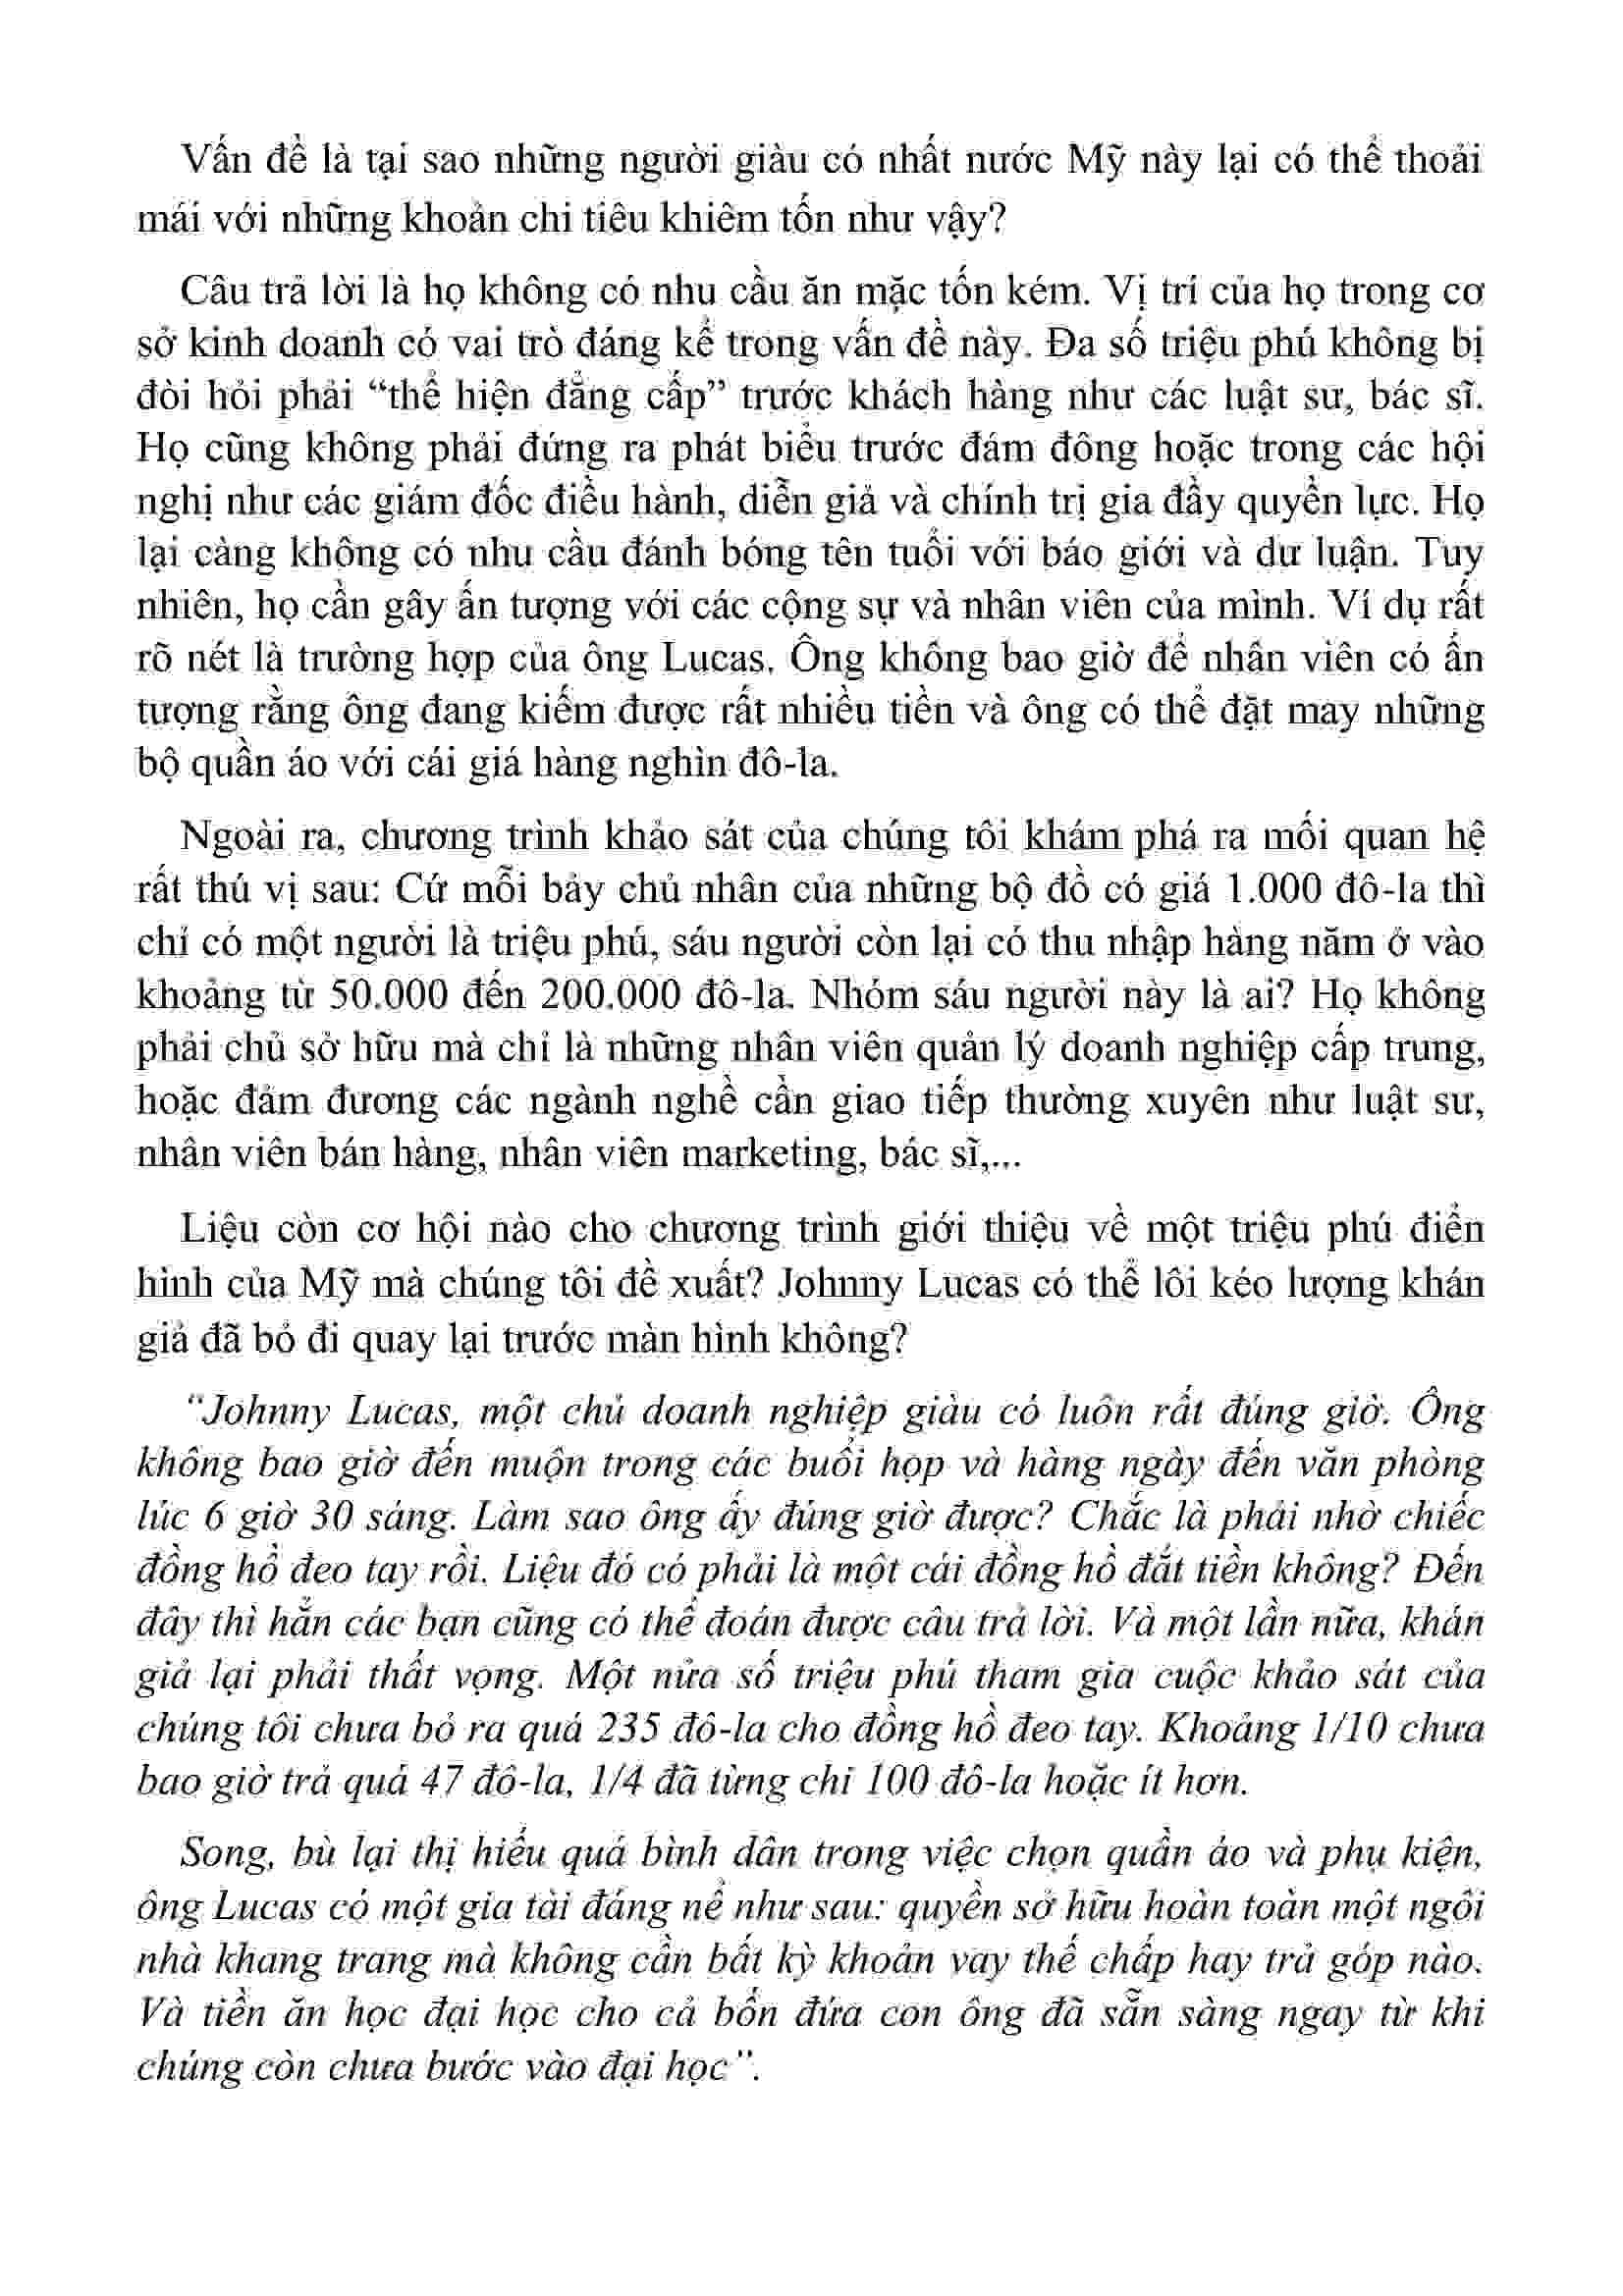 Vấn đề là tại sao những người giàu có nhất nước Mỹ này lại có thể thoải
mái với những khoản chi tiêu khiêm tốn như vậy?
Câu trả lời là họ không có nhu cầu ăn mặc tốn kém. Vị trí của họ trong cơ
sở kinh doanh có vai trò đáng kể trong vấn đề này. Đa số triệu phú không bị
đòi hỏi phải “thể hiện đẳng cấp” trước khách hàng như các luật sư, bác sĩ.
Họ cũng không phải đứng ra phát biểu trước đám đông hoặc trong các hội
nghị như các giám đốc điều hành, diễn giả và chính trị gia đầy quyền lực. Họ
lại càng không có nhu cầu đánh bóng tên tuổi với báo giới và dư luận. Tuy
nhiên, họ cần gây ấn tượng với các cộng sự và nhân viên của mình. Ví dụ rất
rõ nét là trường hợp của ông Lucas. Ông không bao giờ để nhân viên có ấn
tượng rằng ông đang kiếm được rất nhiều tiền và ông có thể đặt may những
bộ quần áo với cái giá hàng nghìn đô-la.
Ngoài ra, chương trình khảo sát của chúng tôi khám phá ra mối quan hệ
rất thú vị sau: Cứ mỗi bảy chủ nhân của những bộ đồ có giá 1.000 đô-la thì
chỉ có một người là triệu phú, sáu người còn lại có thu nhập hàng năm ở vào
khoảng từ 50.000 đến 200.000 đô-la. Nhóm sáu người này là ai? Họ không
phải chủ sở hữu mà chỉ là những nhân viên quản lý doanh nghiệp cấp trung,
hoặc đảm đương các ngành nghề cần giao tiếp thường xuyên như luật sư,
nhân viên bán hàng, nhân viên marketing, bác sĩ,...
Liệu còn cơ hội nào cho chương trình giới thiệu về một triệu phú điển
hình của Mỹ mà chúng tôi đề xuất? Johnny Lucas có thể lôi kéo lượng khán
giả đã bỏ đi quay lại trước màn hình không?
“Johnny Lucas, một chủ doanh nghiệp giàu có luôn rất đúng giờ. Ông
không bao giờ đến muộn trong các buổi họp và hàng ngày đến văn phòng
lúc 6 giờ 30 sáng. Làm sao ông ấy đúng giờ được? Chắc là phải nhờ chiếc
đồng hồ đeo tay rồi. Liệu đó có phải là một cái đồng hồ đắt tiền không? Đến
đây thì hẳn các bạn cũng có thể đoán được câu trả lời. Và một lần nữa, khán
giả lại phải thất vọng. Một nửa số triệu phú tham gia cuộc khảo sát của
chúng tôi chưa bỏ ra quá 235 đô-la cho đồng hồ đeo tay. Khoảng 1/10 chưa
bao giờ trả quá 47 đô-la, 1/4 đã từng chi 100 đô-la hoặc ít hơn.
Song, bù lại thị hiếu quá bình dân trong việc chọn quần áo và phụ kiện,
ông Lucas có một gia tài đáng nể như sau: quyền sở hữu hoàn toàn một ngôi
nhà khang trang mà không cần bất kỳ khoản vay thế chấp hay trả góp nào.
Và tiền ăn học đại học cho cả bốn đứa con ông đã sẵn sàng ngay từ khi
chúng còn chưa bước vào đại học”.